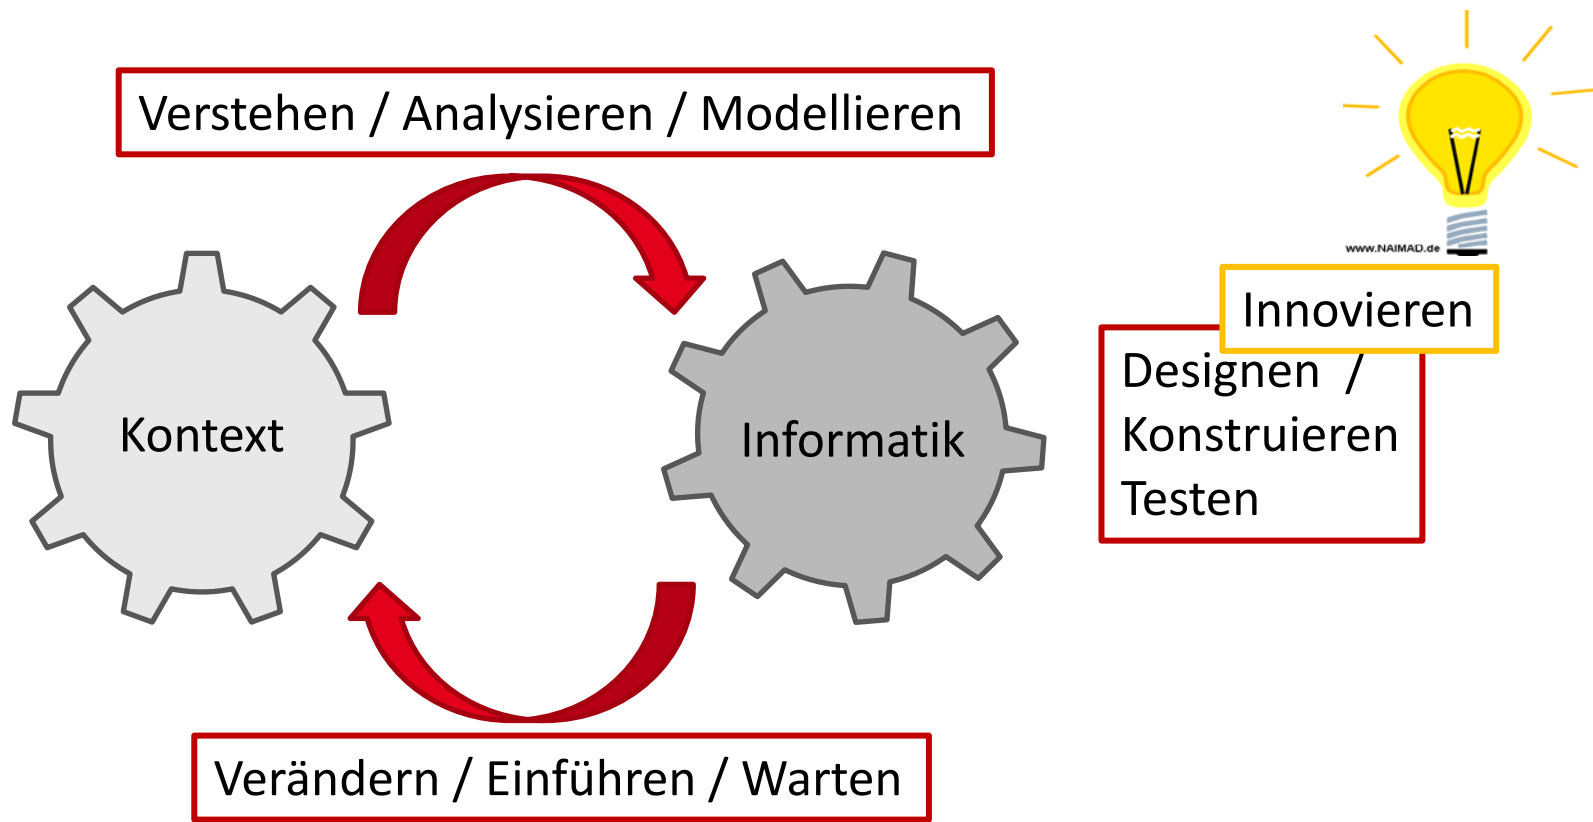 Verstehen / Analysieren / Modellieren
www.NAIMAD.de
Innovieren
Designen /
Konstruieren
Testen
Kontext
Informatik
Verändern / Einführen / Warten